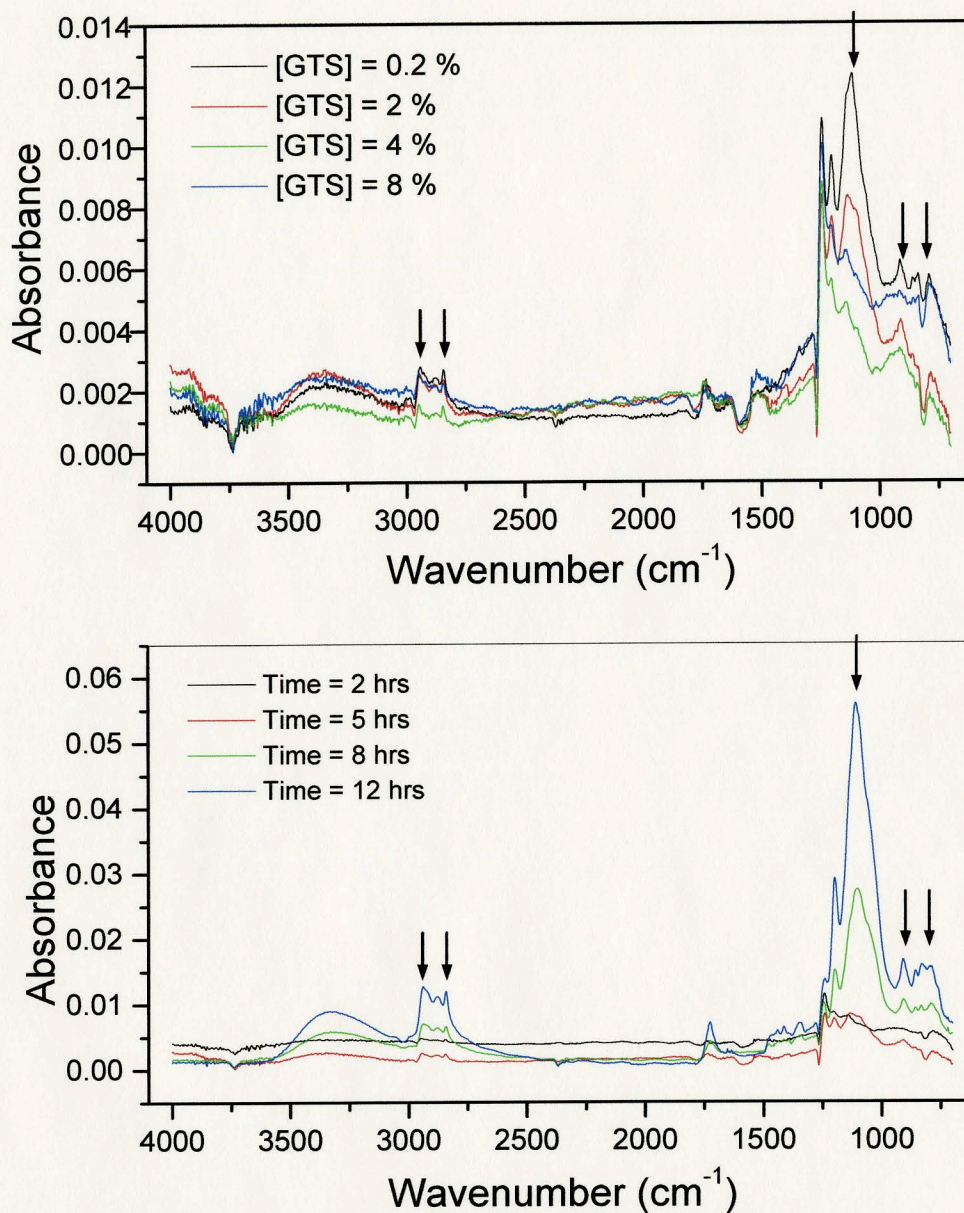 0.014
0.012
0.010
0.008
0.006
0.004
0.002
0.000
Absorbance
[GTS] = 0.2 %
[GTS] = 2 %
[GTS] = 4 %
[GTS] = 8 %
4000 3500 3000 2500 2000 1500 1000
Wavenumber (cm⁻¹)
0.06
0.05
0.04
0.03
0.02
0.01
0.00
Absorbance
Time = 2 hrs
Time = 5 hrs
Time = 8 hrs
Time = 12 hrs
4000 3500 3000 2500 2000 1500 1000
Wavenumber (cm⁻¹)